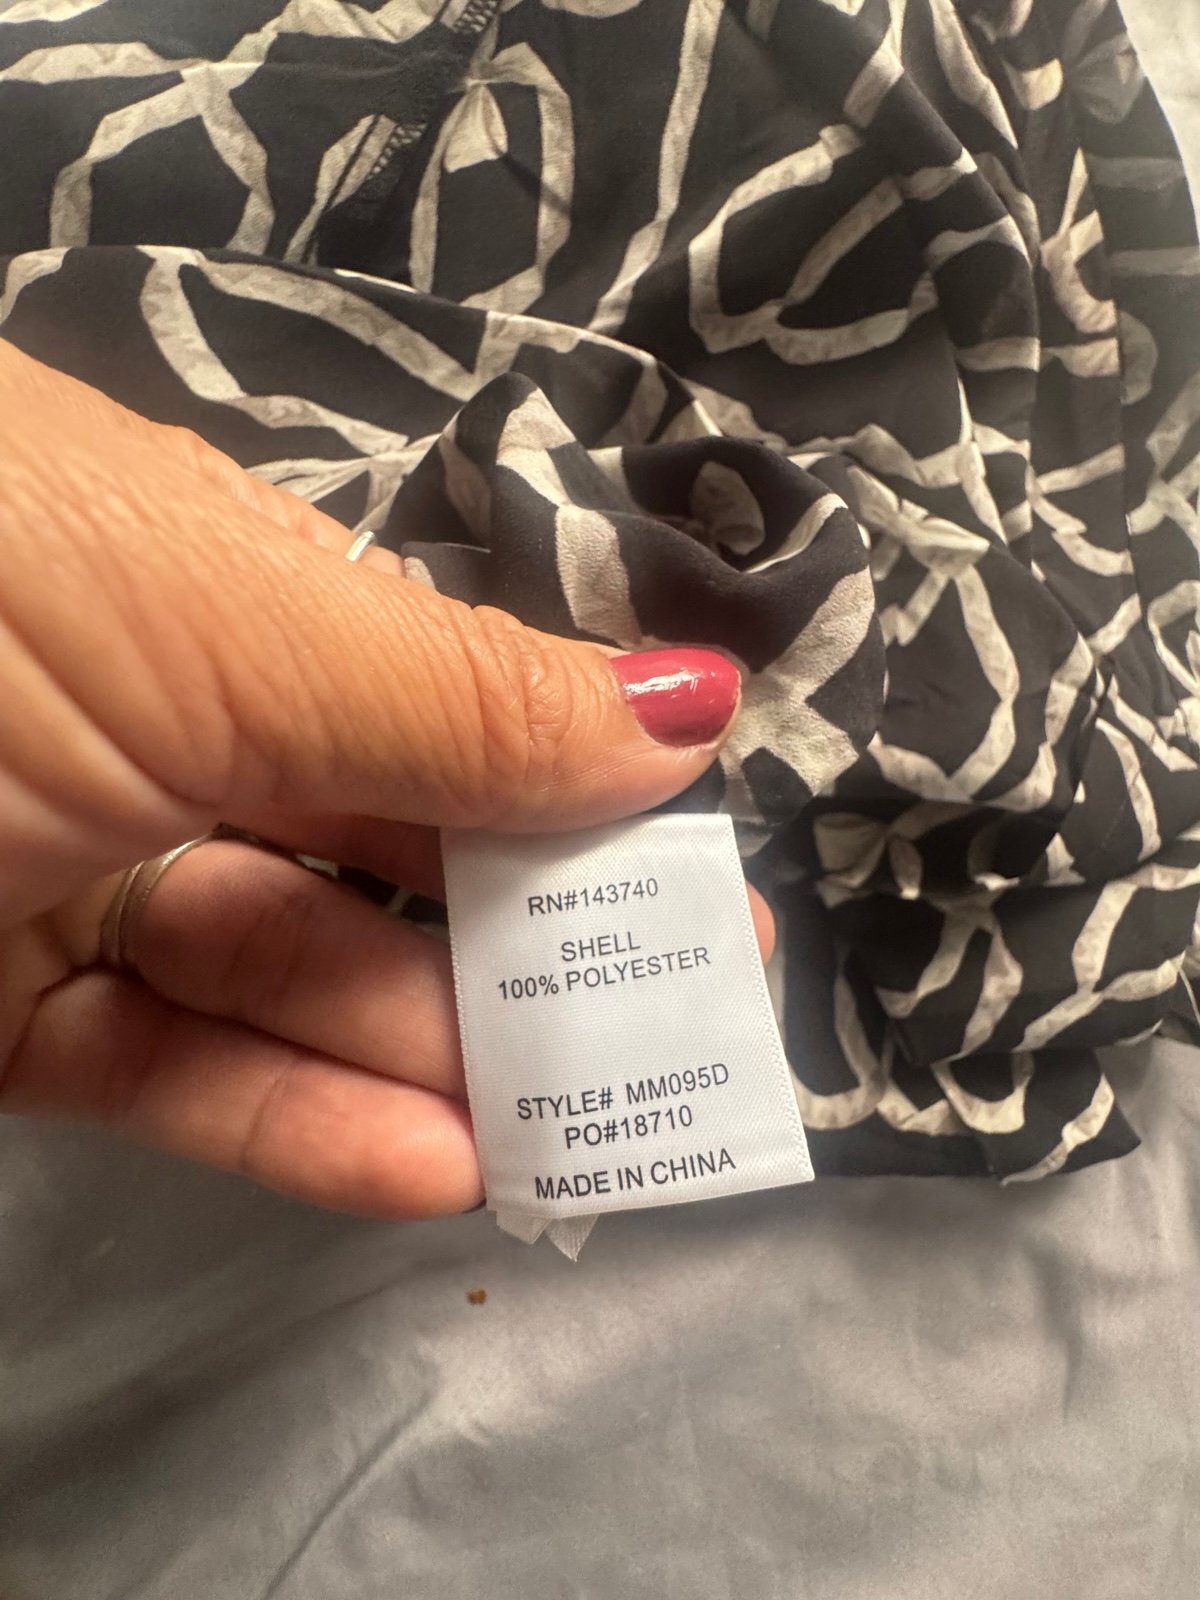 RN#143740
SHELL
100% POLYESTER
STYLE# MM095D
PO#18710
MADE IN CHINA